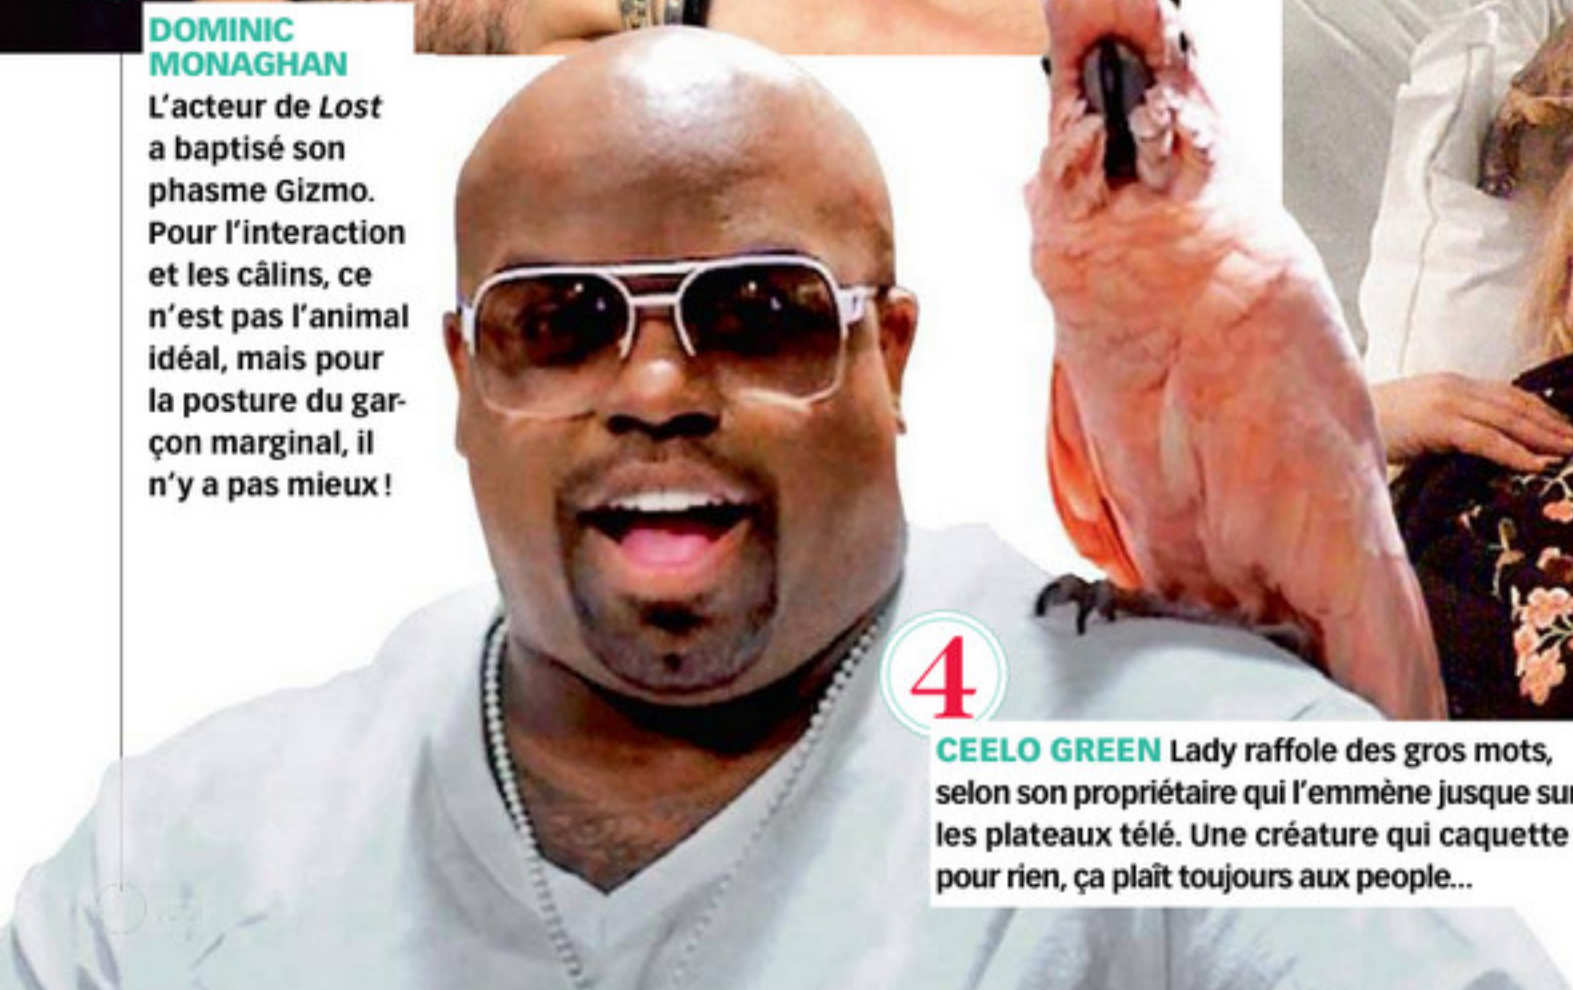 DOMINIC
MONAGHAN
L'acteur de Lost
a baptisé son
phasme Gizmo.
Pour l'interaction
et les câlins, ce
n'est pas l'animal
idéal, mais pour
la posture du gar-
çon marginal, il
n'y a pas mieux !
4
CEELO GREEN Lady raffole des gros mots,
selon son propriétaire qui l'emmène jusque sur
les plateaux télé. Une créature qui caquette
pour rien, ça plaît toujours aux people...